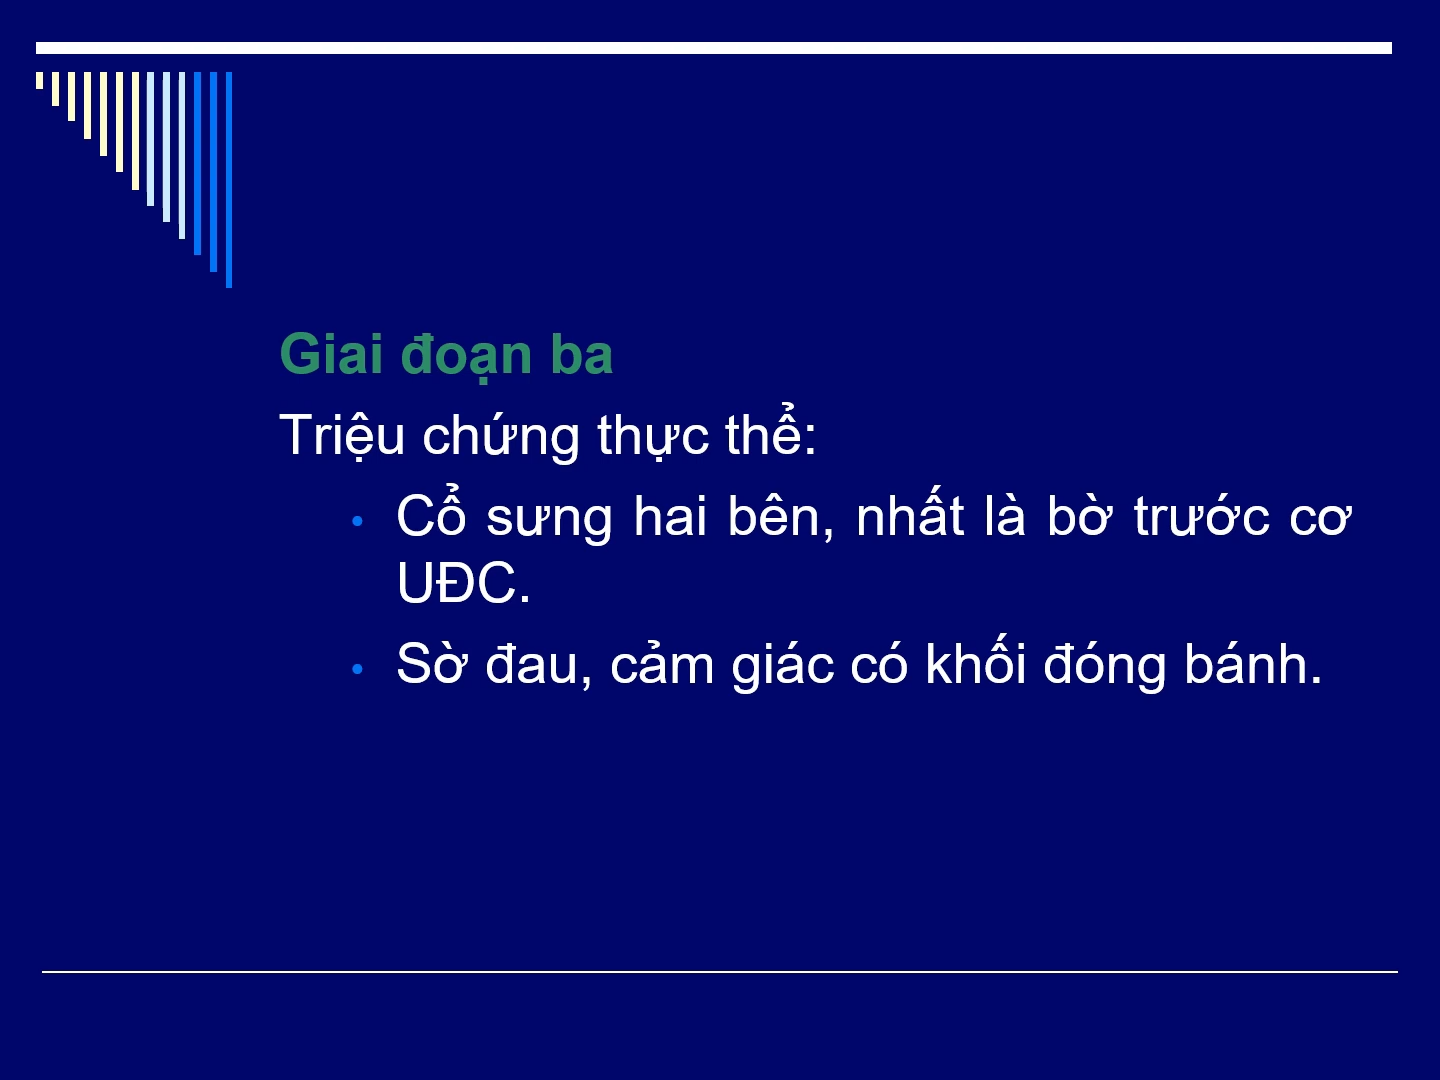 Giai đoạn ba
Triệu chứng thực thể:
• Cổ sưng hai bên, nhất là bờ trước cơ
UĐC.
• Sờ đau, cảm giác có khối đóng bánh.